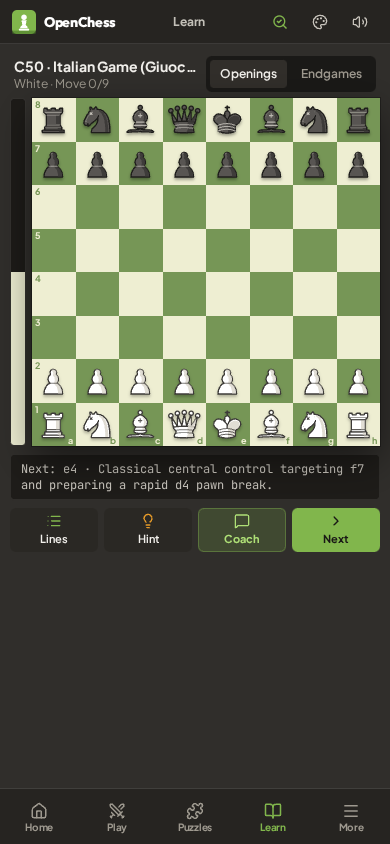 OpenChess
Learn
C50 · Italian Game (Giuoc…
White · Move 0/9
Openings
Endgames
8
7
6
5
4
3
2
1
a b c d e f g h
Next: e4 · Classical central control targeting f7
and preparing a rapid d4 pawn break.
Lines
Hint
Coach
Next
Home
Play
Puzzles
Learn
More